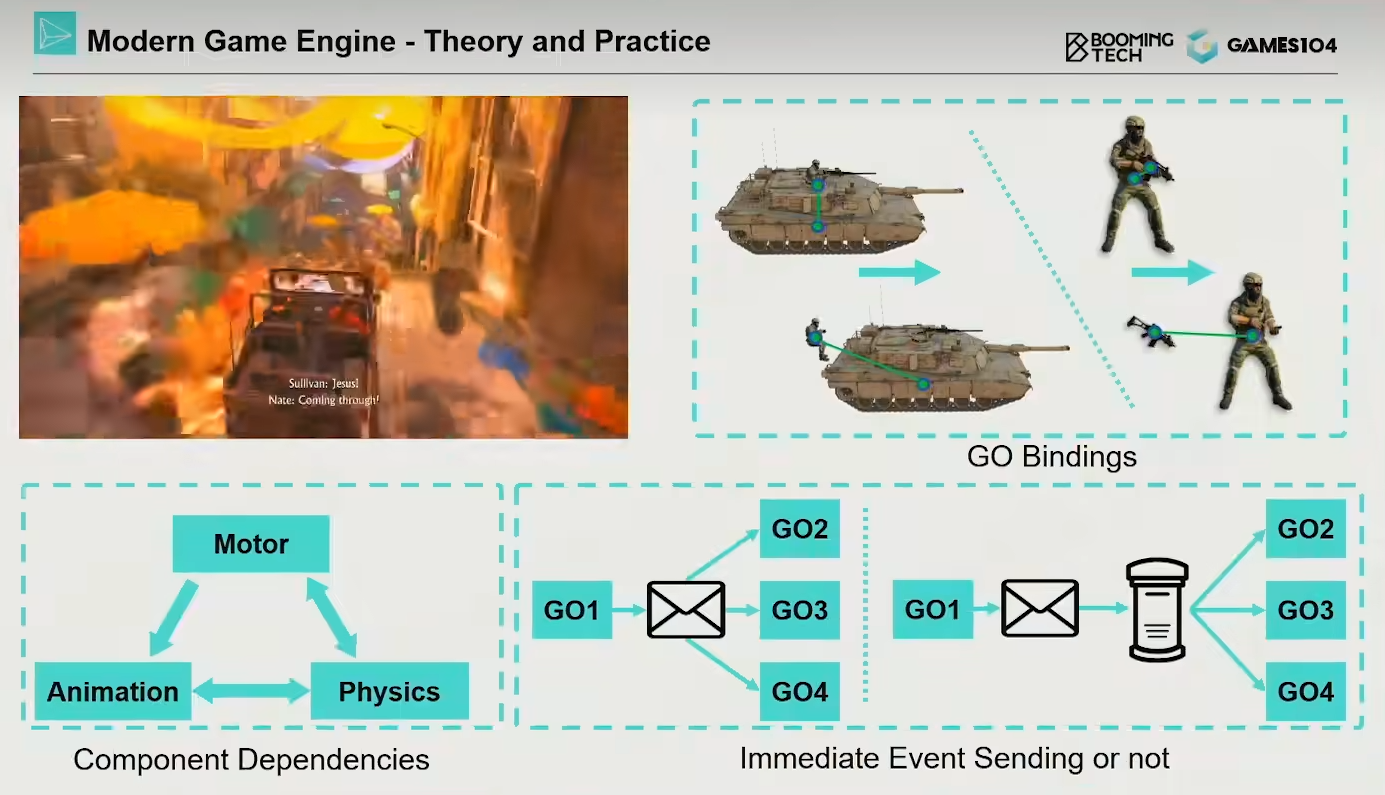 Modern Game Engine - Theory and Practice
BOOMING
TECH
GAMES104
Sullivan: Jesus!
Nate: Coming through!
GO Bindings
Motor
Animation
Physics
Component Dependencies
GO1
GO2
GO3
GO4
GO1
GO2
GO3
GO4
Immediate Event Sending or not